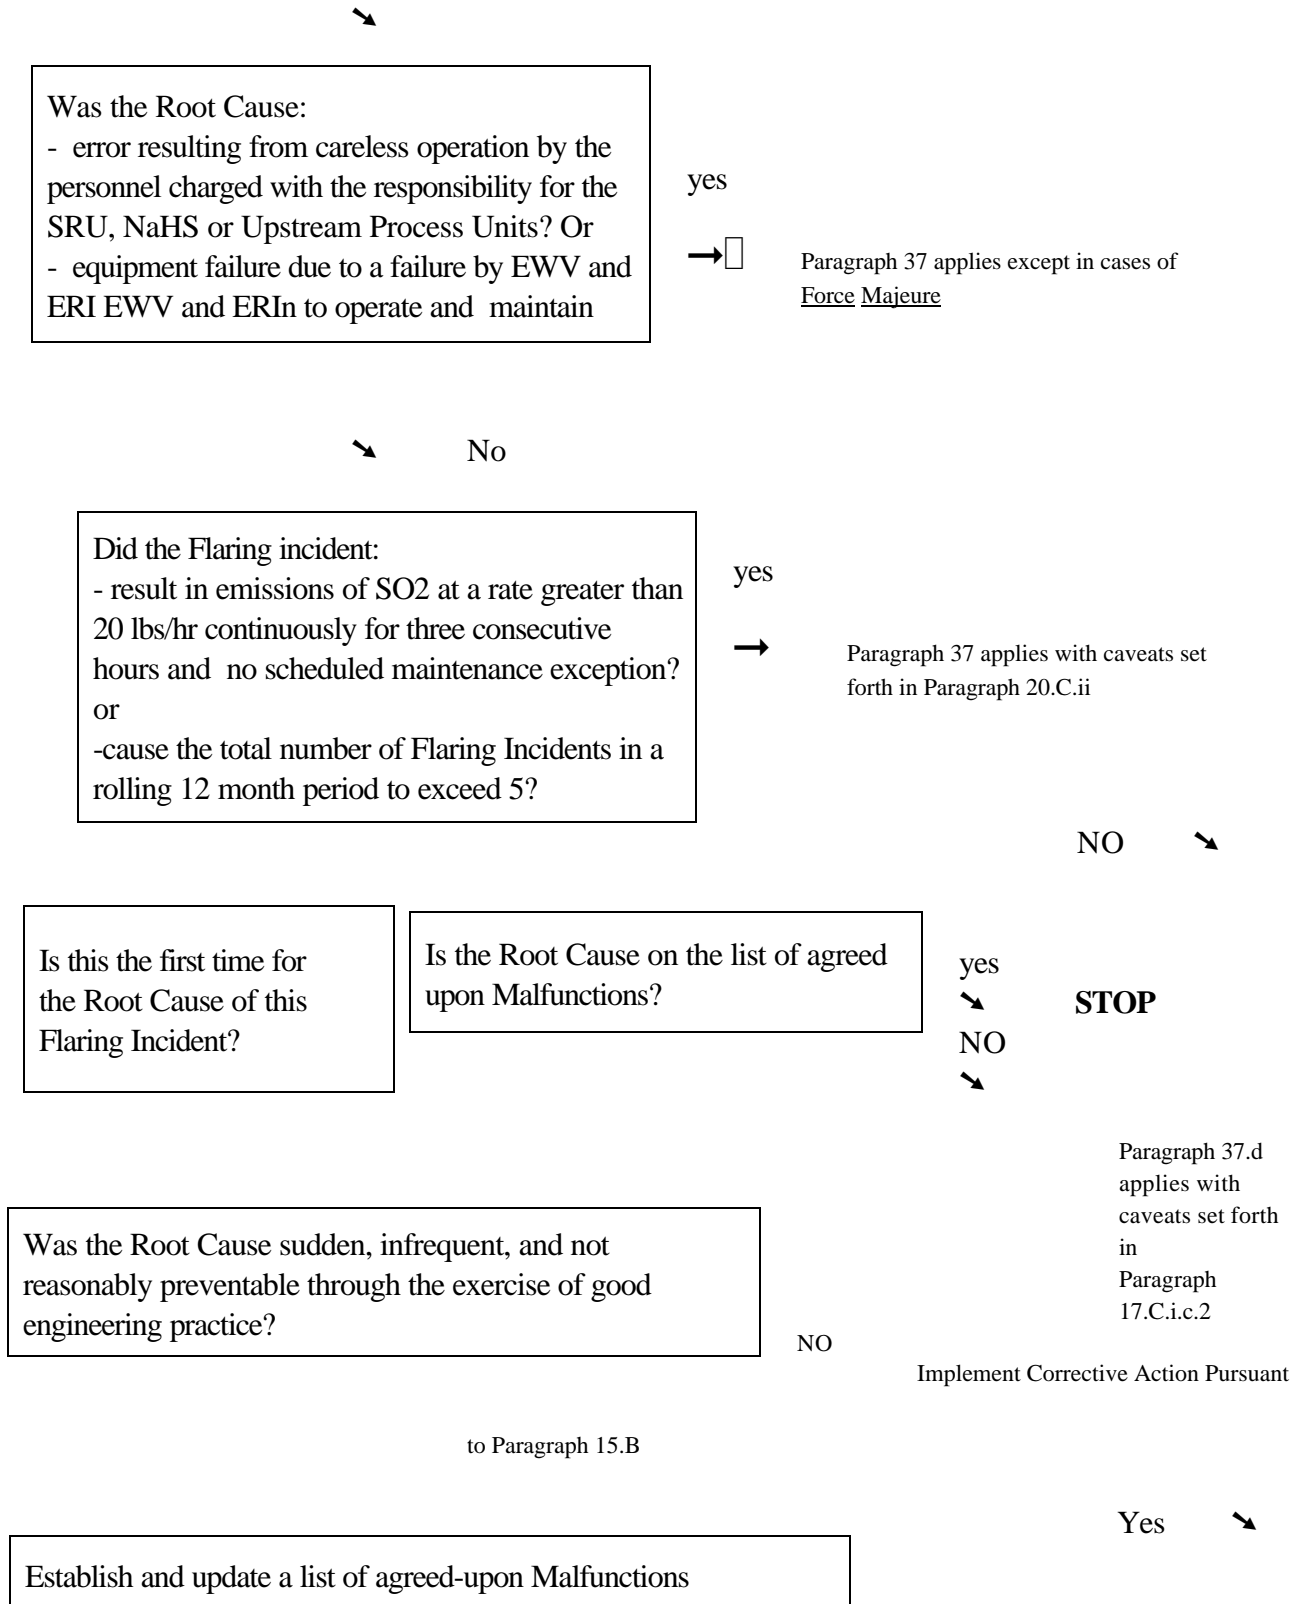 ➘
Was the Root Cause:
- error resulting from careless operation by the
personnel charged with the responsibility for the
SRU, NaHS or Upstream Process Units? Or
- equipment failure due to a failure by EWV and
ERI EWV and ERIn to operate and maintain
yes
➞
Paragraph 37 applies except in cases of
Force Majeure
➘ No
Did the Flaring incident:
- result in emissions of SO2 at a rate greater than
20 lbs/hr continuously for three consecutive
hours and no scheduled maintenance exception?
or
-cause the total number of Flaring Incidents in a
rolling 12 month period to exceed 5?
yes
➞
Paragraph 37 applies with caveats set
forth in Paragraph 20.C.ii
NO ➘
Is this the first time for
the Root Cause of this
Flaring Incident?
Is the Root Cause on the list of agreed
upon Malfunctions?
yes
➘ STOP
NO
➘
Paragraph 37.d
applies with
caveats set forth
in
Paragraph
17.C.i.c.2
Was the Root Cause sudden, infrequent, and not
reasonably preventable through the exercise of good
engineering practice?
NO
Implement Corrective Action Pursuant
to Paragraph 15.B
Yes ➘
Establish and update a list of agreed-upon Malfunctions